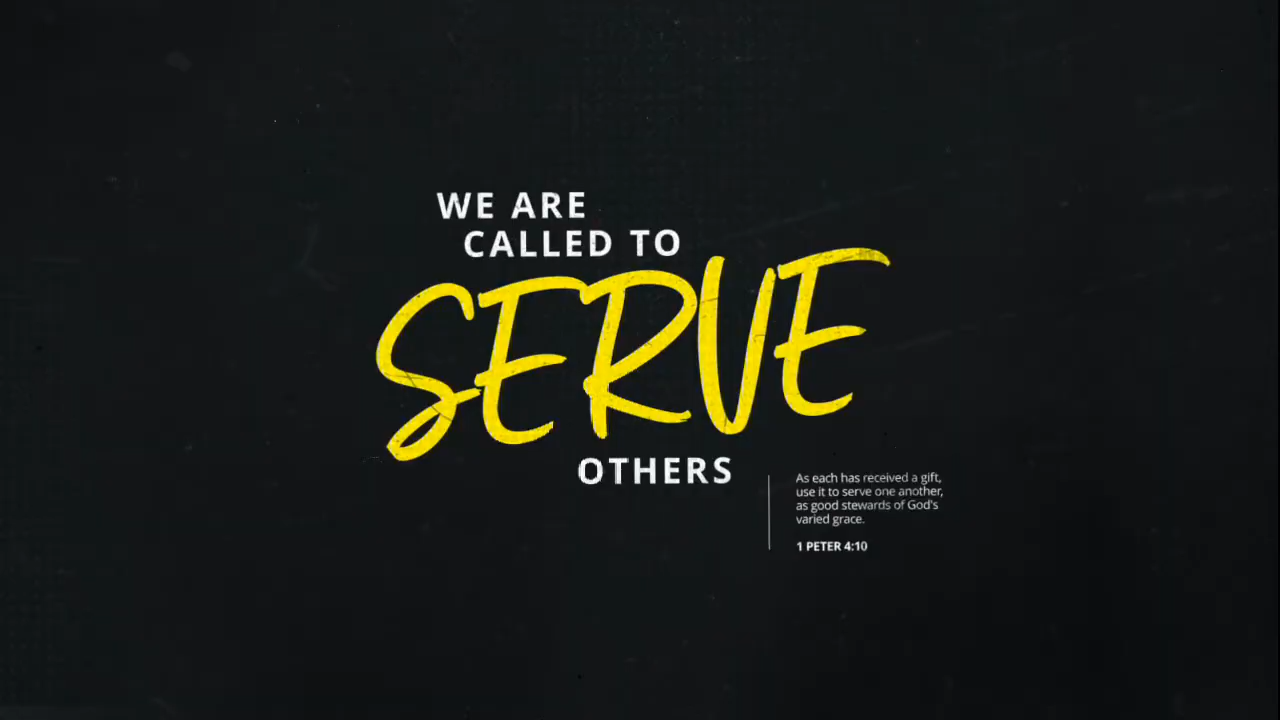 WE ARE
CALLED TO
SERVE
OTHERS
As each has received a gift,
use it to serve one another,
as good stewards of God's
varied grace.
1 PETER 4:10